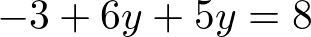 −3 + 6y + 5y = 8